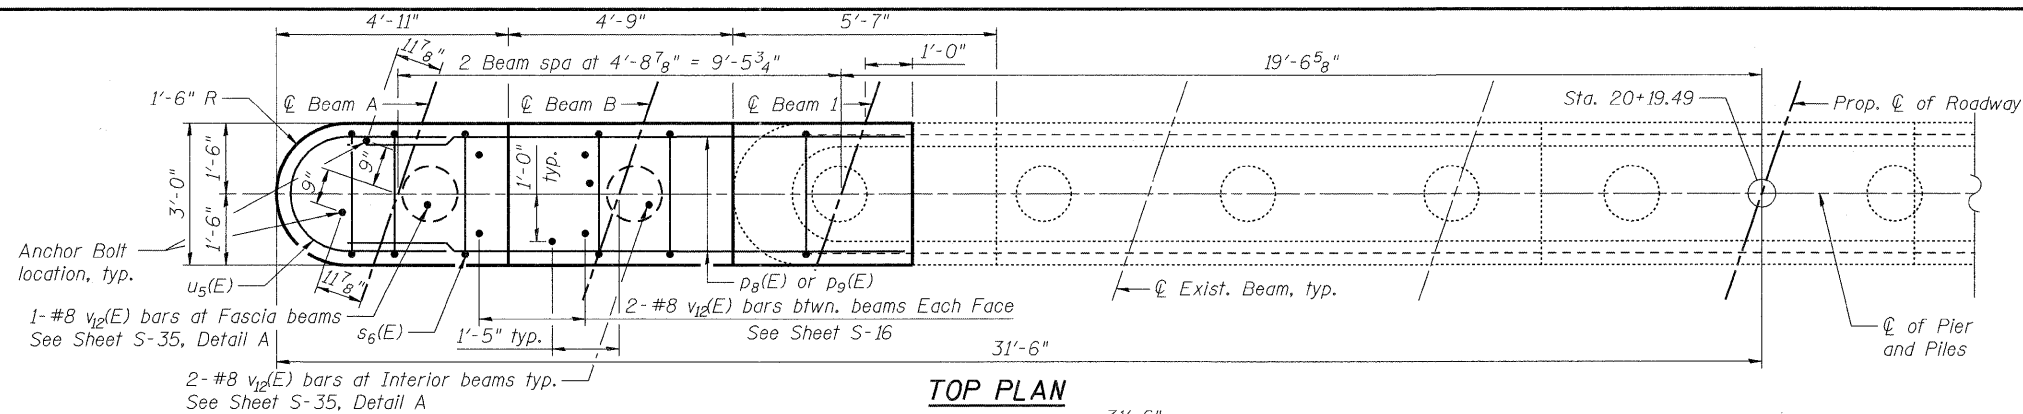 4'-11"
4'-9"
5'-7"
11⅞"
2 Beam spa at 4'-8⅞" = 9'-5¾"
1'-0"
19'-6⅝"
1'-6" R
℄ Beam A
℄ Beam B
℄ Beam 1
Sta. 20+19.49
Prop. ℄ of Roadway
3'-0"
1'-6"
1'-6"
9"
9"
1'-0"
typ.
Anchor Bolt
location, typ.
u5(E)
11⅞"
p8(E) or p9(E)
℄ Exist. Beam, typ.
1-#8 v12(E) bars at Fascia beams
See Sheet S-35, Detail A
s6(E)
1'-5" typ.
2-#8 v12(E) bars btwn. beams Each Face
See Sheet S-16
℄ of Pier
and Piles
31'-6"
2-#8 v12(E) bars at Interior beams typ.
See Sheet S-35, Detail A
TOP PLAN